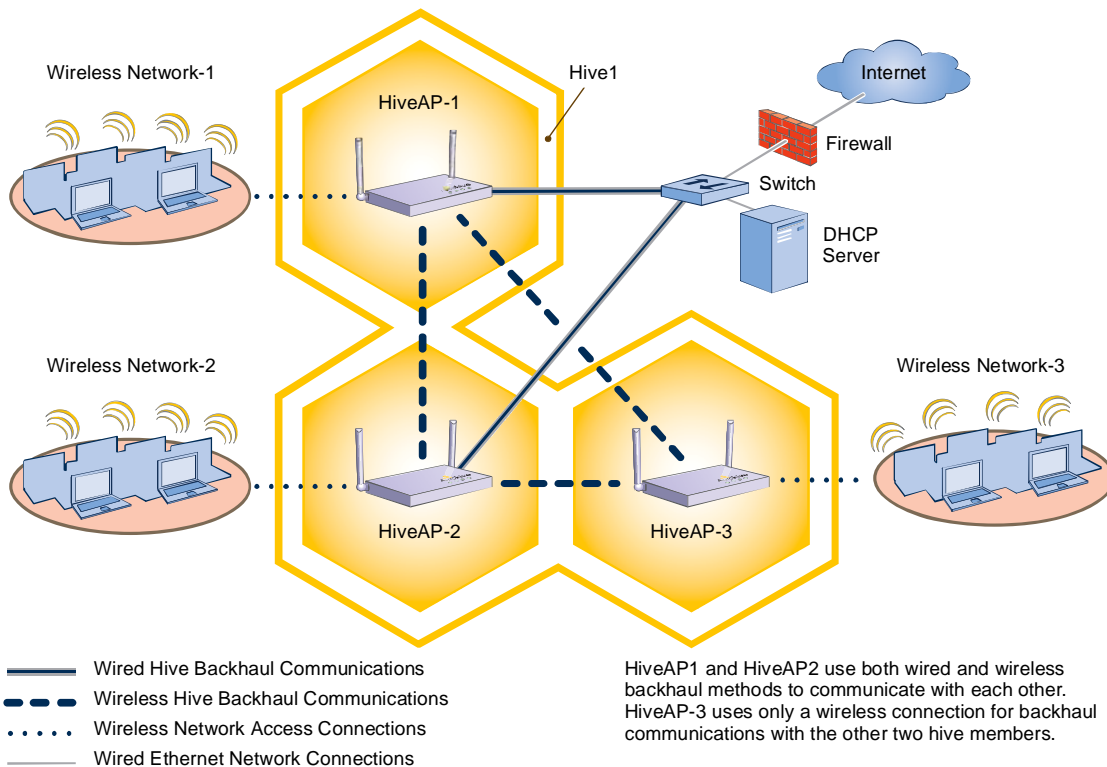 Wireless Network-1
HiveAP-1
Hive1
Internet
Firewall
Switch
DHCP
Server
Wireless Network-2
Wireless Network-3
HiveAP-2
HiveAP-3
Wired Hive Backhaul Communications
Wireless Hive Backhaul Communications
Wireless Network Access Connections
Wired Ethernet Network Connections
HiveAP1 and HiveAP2 use both wired and wireless
backhaul methods to communicate with each other.
HiveAP-3 uses only a wireless connection for backhaul
communications with the other two hive members.